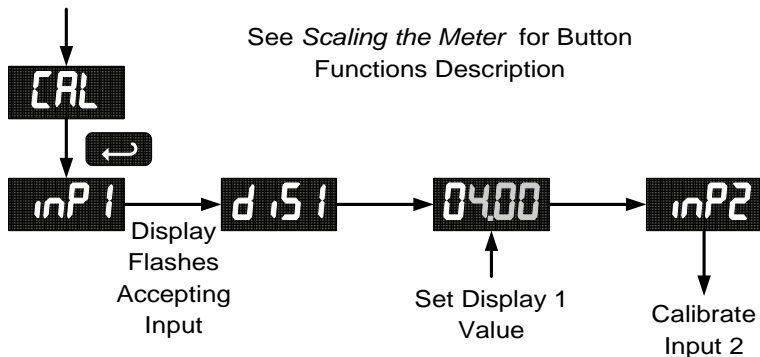 See Scaling the Meter for Button
Functions Description
CAL
inP1
Display
Flashes
Accepting
Input
diS1
04.00
Set Display 1
Value
inP2
Calibrate
Input 2